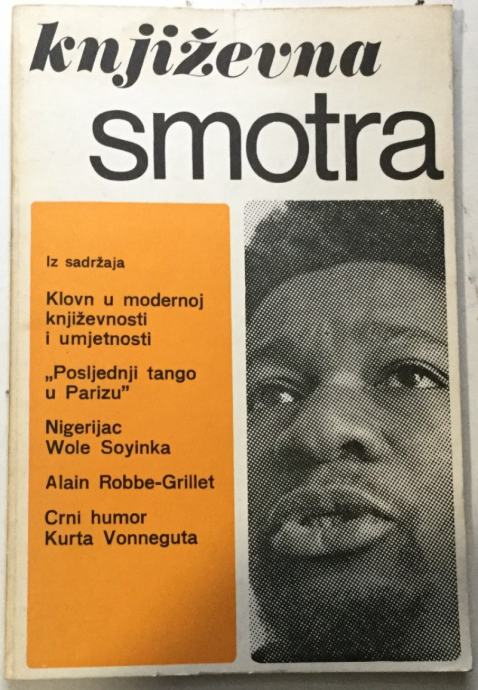 književna
smotra
Iz sadržaja
Klovn u modernoj
književnosti
i umjetnosti
„Posljednji tango
u Parizu”
Nigerijac
Wole Soyinka
Alain Robbe-Grillet
Crni humor
Kurta Vonneguta